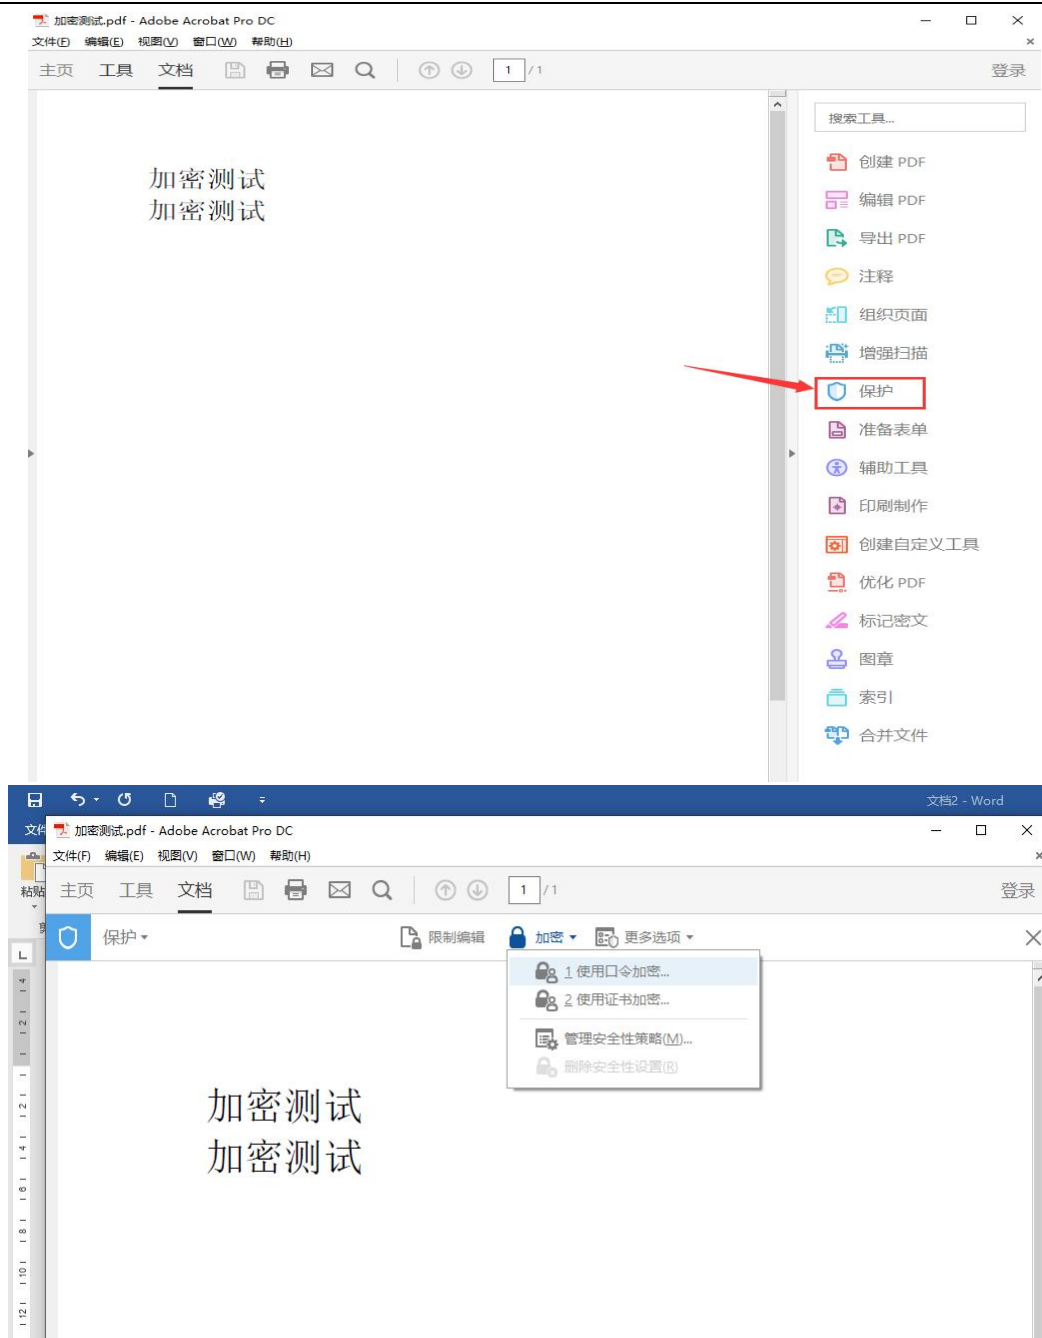 加密测试.pdf - Adobe Acrobat Pro DC
文件(F) 编辑(E) 视图(V) 窗口(W) 帮助(H)
主页 工具 文档 1 / 1 登录
搜索工具...
加密测试
加密测试
创建 PDF
编辑 PDF
导出 PDF
注释
组织页面
增强扫描
保护
准备表单
辅助工具
印刷制作
创建自定义工具
优化 PDF
标记密文
图章
索引
合并文件
文档2 - Word
文件
加密测试.pdf - Adobe Acrobat Pro DC
文件(F) 编辑(E) 视图(V) 窗口(W) 帮助(H)
粘贴
主页 工具 文档 1 / 1 登录
保护 限制编辑 加密 更多选项
1 使用口令加密...
2 使用证书加密...
管理安全性策略(M)...
删除安全性设置(R)
加密测试
加密测试
4
2
2
4
6
8
10
12